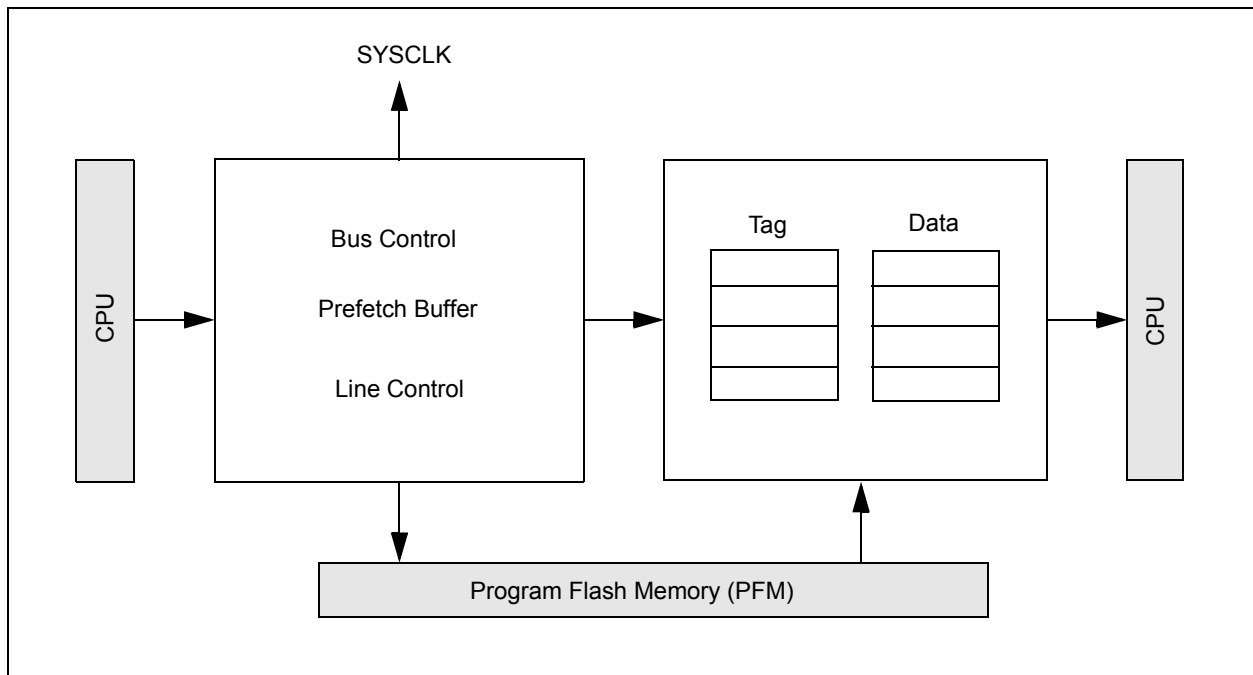 SYSCLK
CPU
Bus Control
Prefetch Buffer
Line Control
Tag
Data
CPU
Program Flash Memory (PFM)